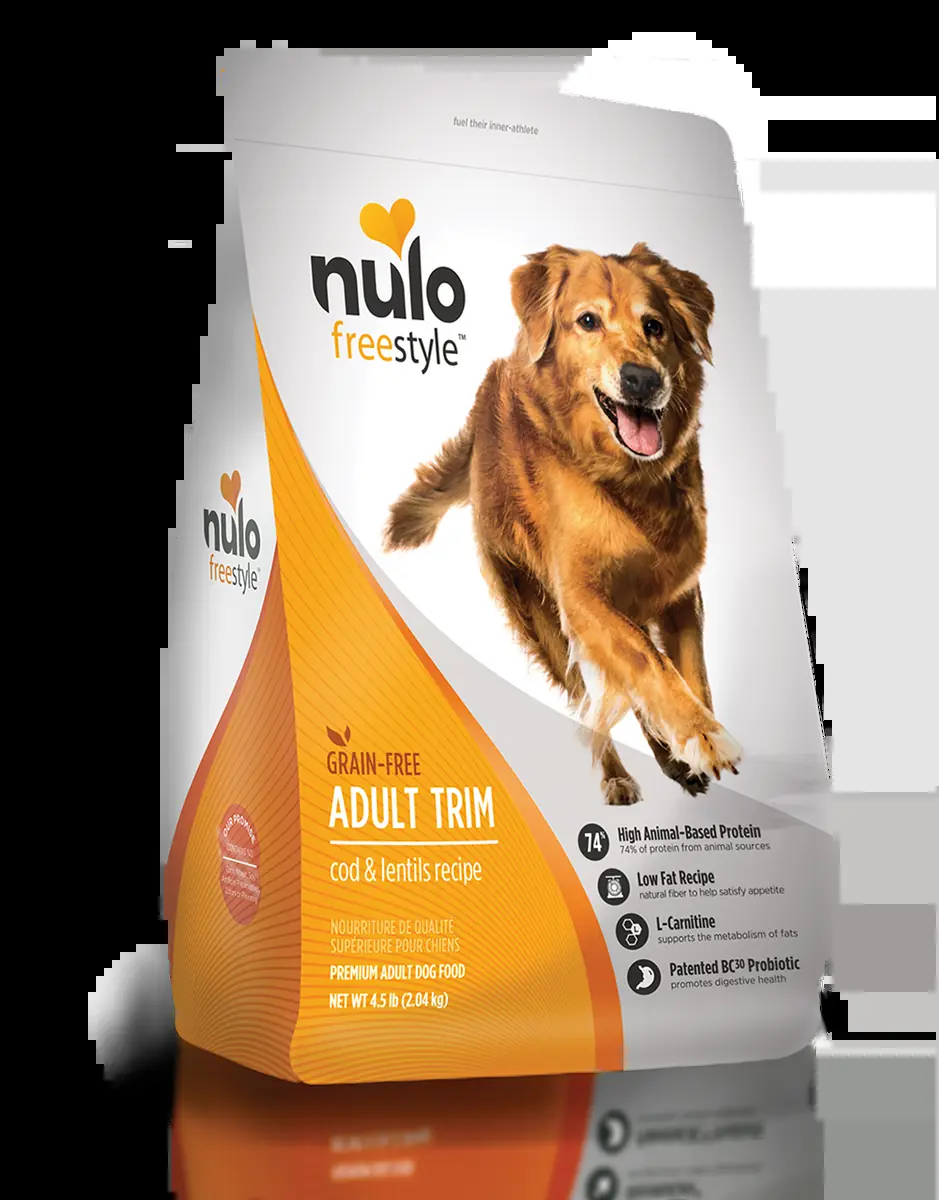 fuel their inner-athlete
nulo
freestyle™
nulo
freestyle
GRAIN-FREE
ADULT TRIM
cod & lentils recipe
NOURRITURE DE QUALITÉ
SUPÉRIEURE POUR CHIENS
PREMIUM ADULT DOG FOOD
NET WT 4.5 lb (2.04 kg)
OUR PROMISE
74%
High Animal-Based Protein
74% of protein from animal sources
Low Fat Recipe
natural fiber to help satisfy appetite
L
L-Carnitine
supports the metabolism of fats
Patented BC30 Probiotic
promotes digestive health